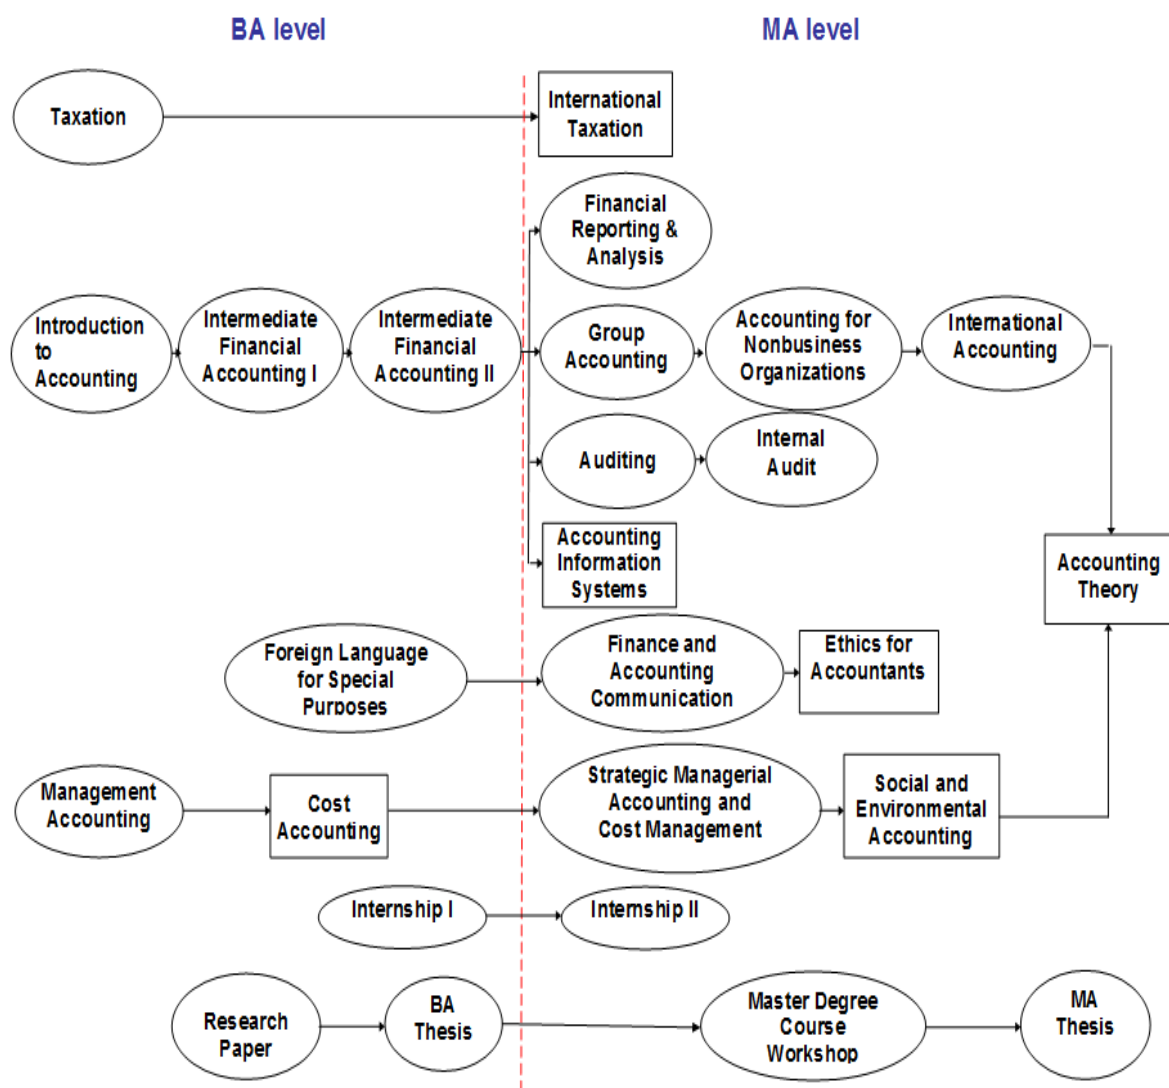 BA level
MA level
Taxation
International
Taxation
Financial
Reporting &
Analysis
Introduction
to
Accounting
Intermediate
Financial
Accounting I
Intermediate
Financial
Accounting II
Group
Accounting
Accounting for
Nonbusiness
Organizations
International
Accounting
Auditing
Internal
Audit
Accounting
Information
Systems
Accounting
Theory
Foreign Language
for Special
Purposes
Finance and
Accounting
Communication
Ethics for
Accountants
Management
Accounting
Cost
Accounting
Strategic Managerial
Accounting and
Cost Management
Social and
Environmental
Accounting
Internship I
Internship II
Research
Paper
BA
Thesis
Master Degree
Course
Workshop
MA
Thesis